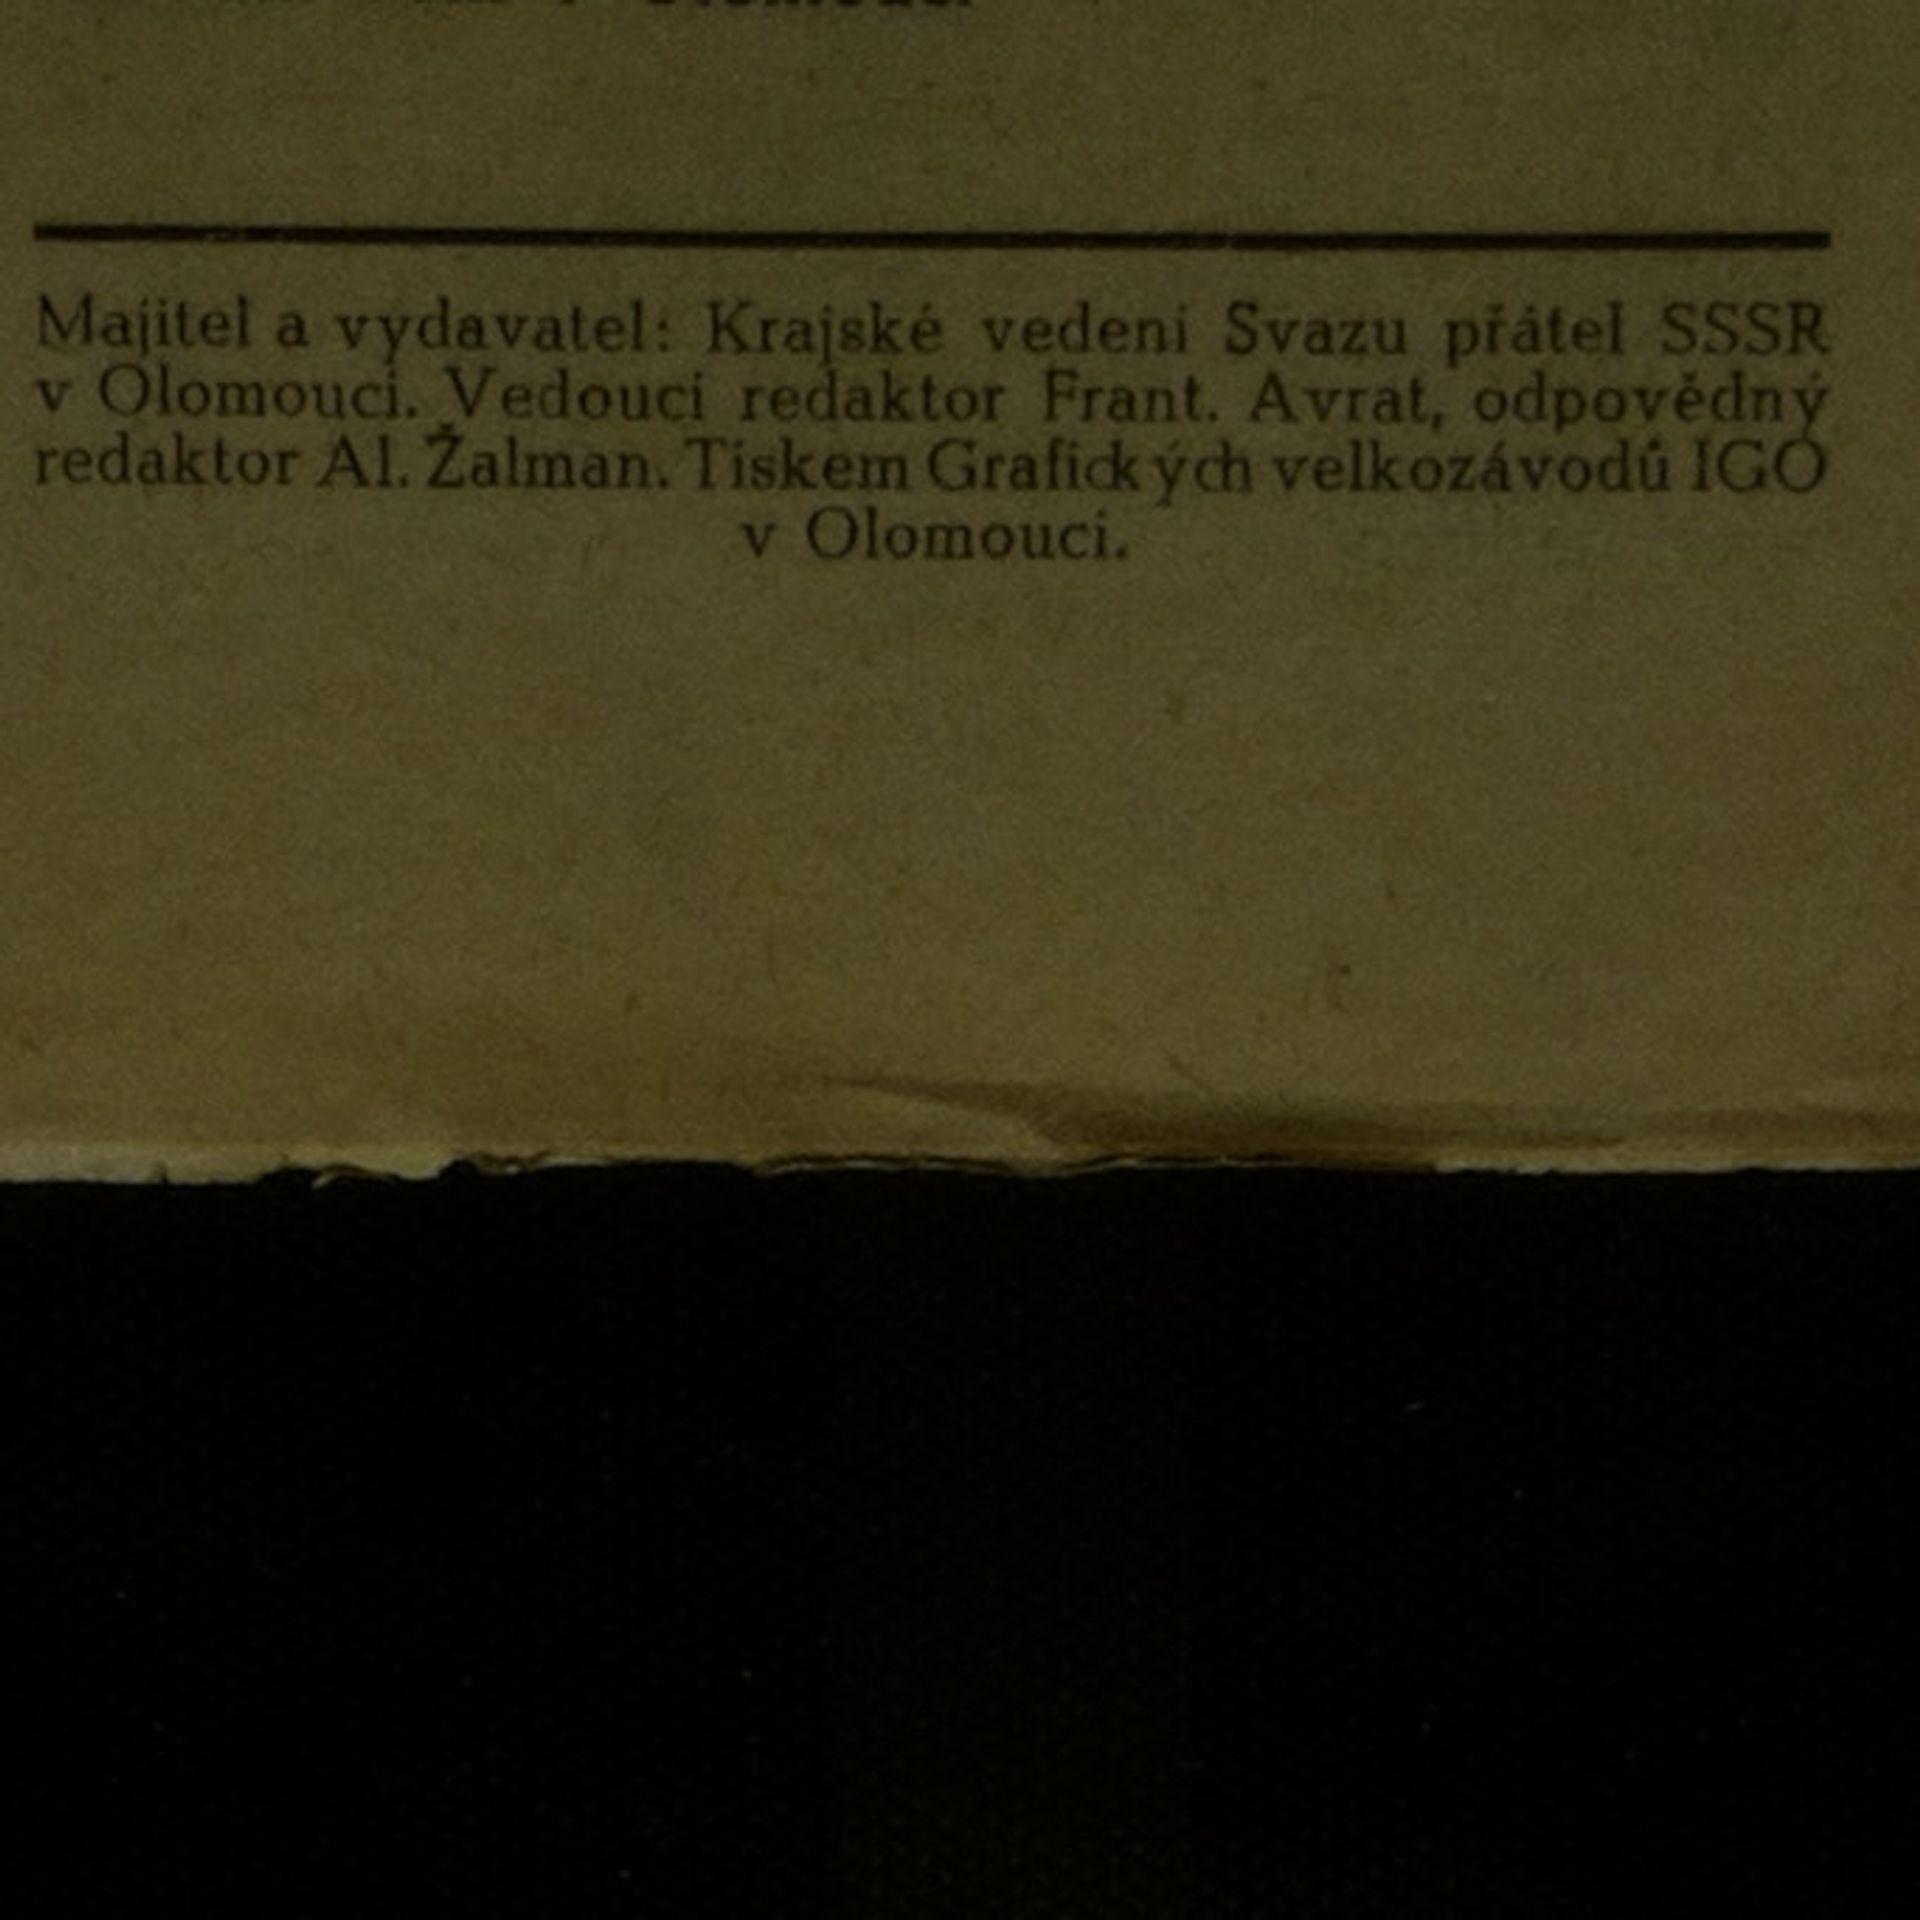 Majitel a vydavatel: Krajské vedení Svazu přátel SSSR
v Olomouci. Vedoucí redaktor Frant. Avrat, odpovědný
redaktor Al. Žalman. Tiskem Grafických velkozávodů IGO
v Olomouci.